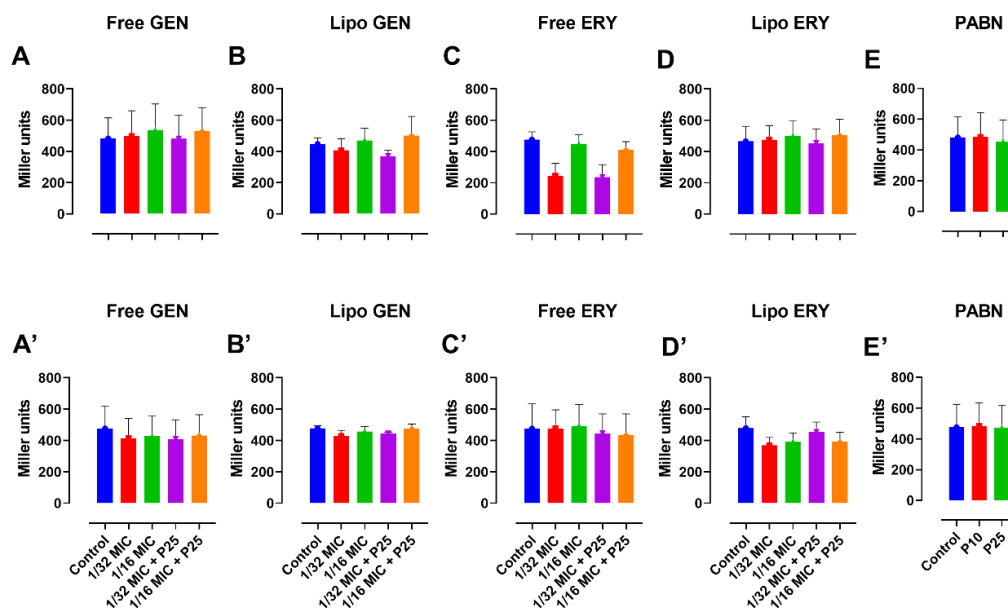 Free GEN
Lipo GEN
Free ERY
Lipo ERY
PABN
A
B
C
D
E
Miller units
800
600
400
200
0
Miller units
800
600
400
200
0
Miller units
800
600
400
200
0
Miller units
800
600
400
200
0
Miller units
800
600
400
200
0
Free GEN
Lipo GEN
Free ERY
Lipo ERY
PABN
A’
B’
C’
D’
E’
Miller units
800
600
400
200
0
Control
1/32 MIC
1/16 MIC
1/32 MIC + P25
1/16 MIC + P25
Miller units
800
600
400
200
0
Control
1/32 MIC
1/16 MIC
1/32 MIC + P25
1/16 MIC + P25
Miller units
800
600
400
200
0
Control
1/32 MIC
1/16 MIC
1/32 MIC + P25
1/16 MIC + P25
Miller units
800
600
400
200
0
Control
1/32 MIC
1/16 MIC
1/32 MIC + P25
1/16 MIC + P25
Miller units
800
600
400
200
0
Control
P10
P25